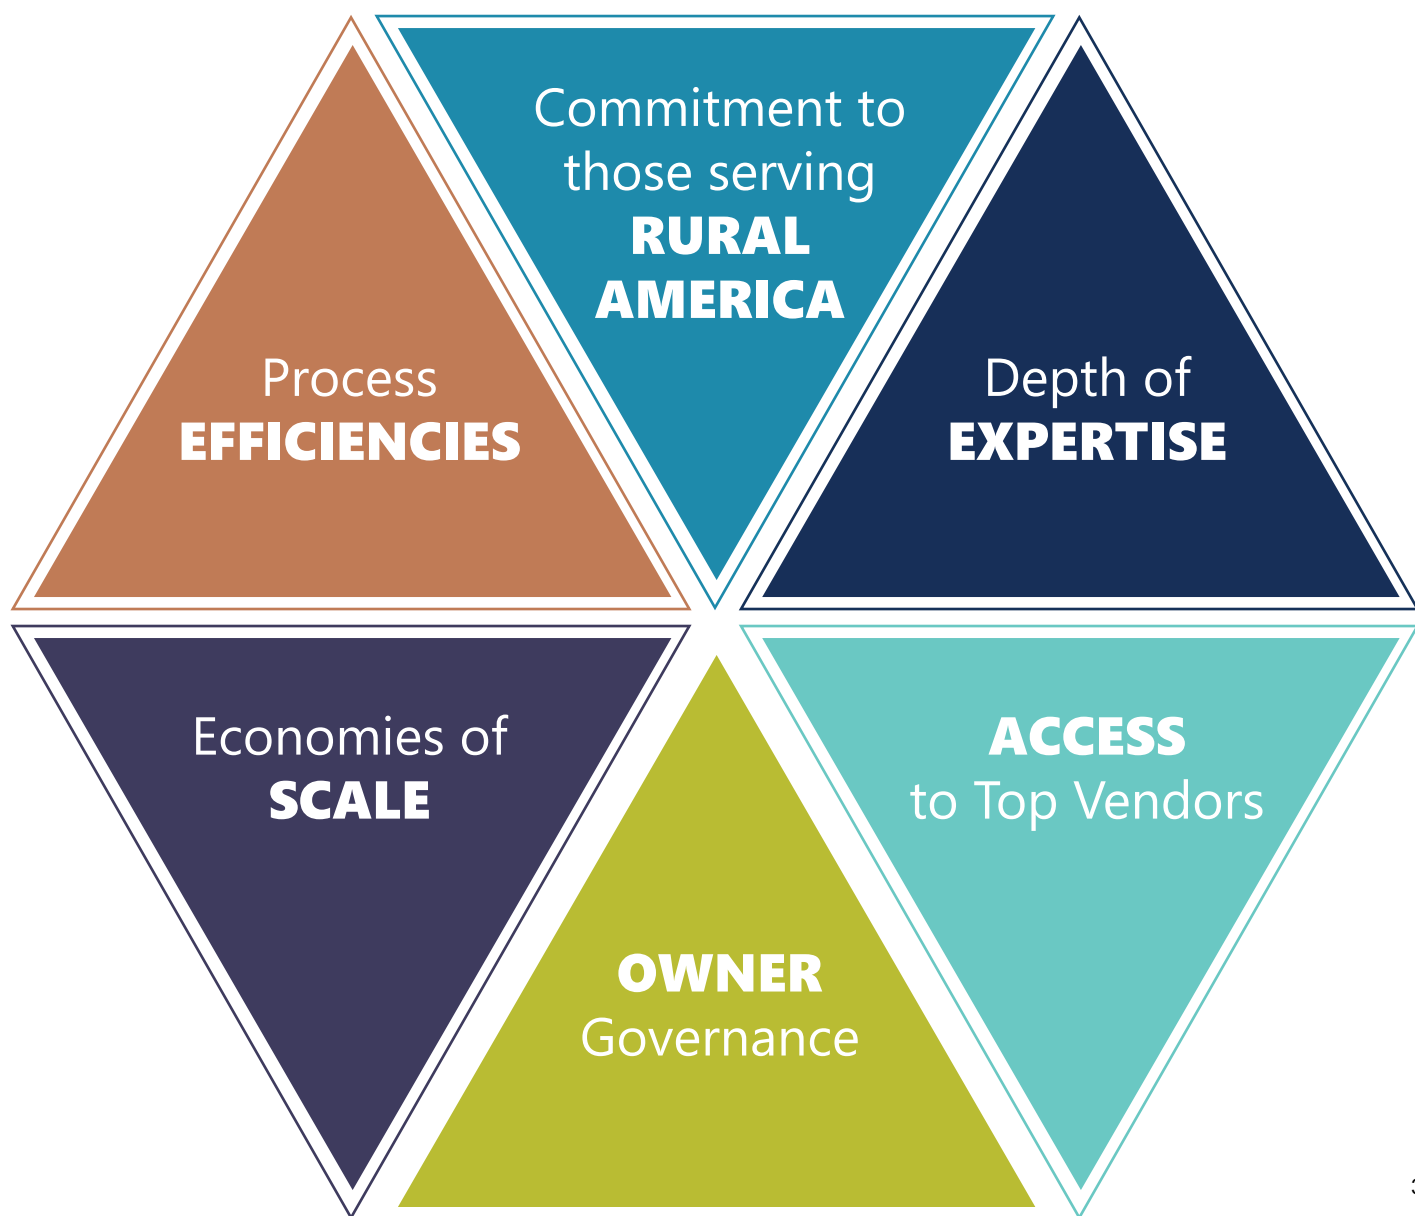 Commitment to
those serving
RURAL
AMERICA
Process
EFFICIENCIES
Depth of
EXPERTISE
Economies of
SCALE
ACCESS
to Top Vendors
OWNER
Governance